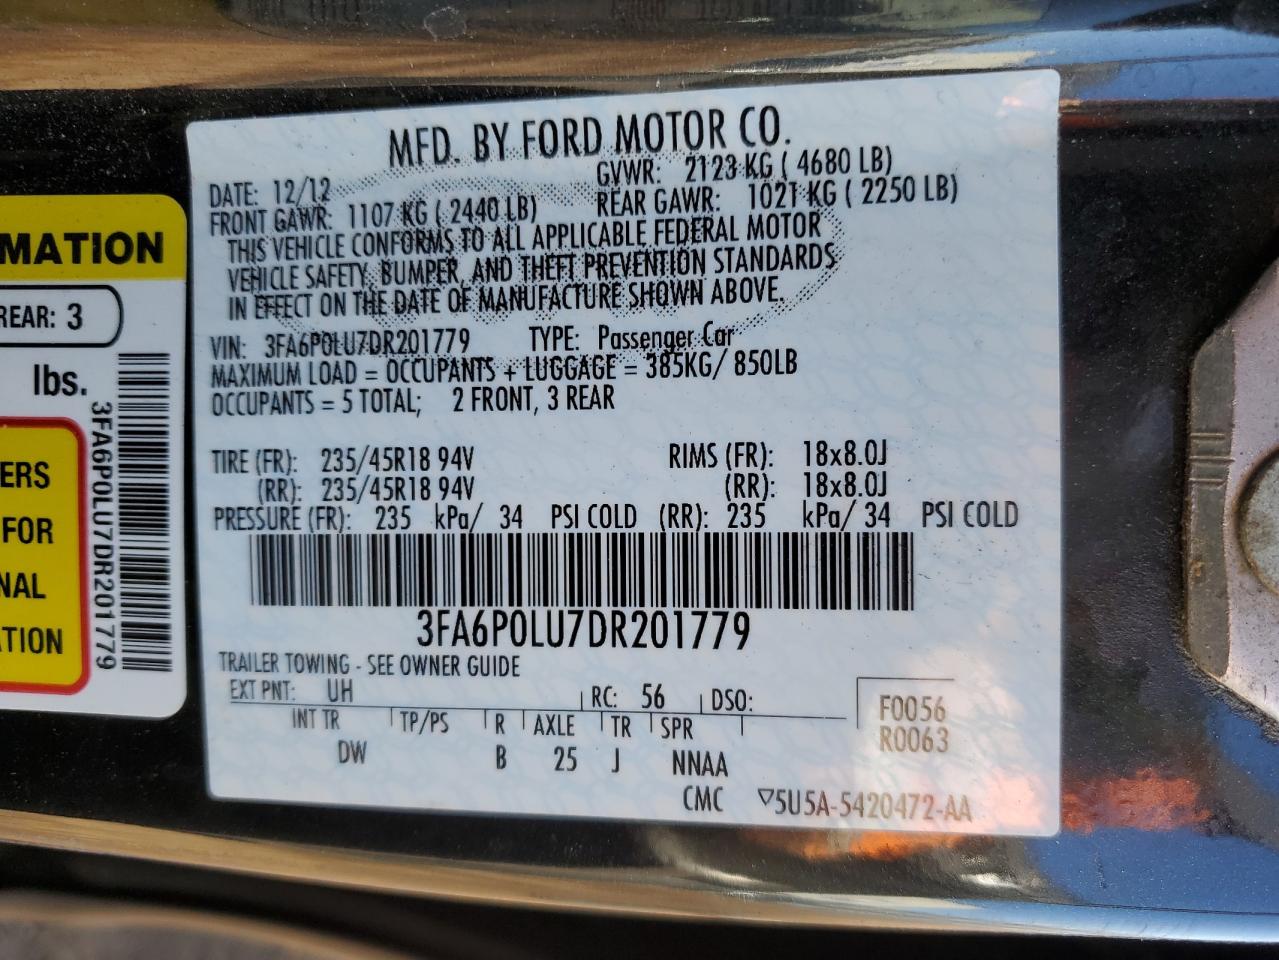 MFD. BY FORD MOTOR CO.
DATE: 12/12 GVWR: 2123 KG ( 4680 LB)
FRONT GAWR: 1107 KG ( 2440 LB) REAR GAWR: 1021 KG ( 2250 LB)
THIS VEHICLE CONFORMS TO ALL APPLICABLE FEDERAL MOTOR
VEHICLE SAFETY, BUMPER, AND THEFT PREVENTION STANDARDS
IN EFFECT ON THE DATE OF MANUFACTURE SHOWN ABOVE.
VIN: 3FA6P0LU7DR201779 TYPE: Passenger Car
MAXIMUM LOAD = OCCUPANTS + LUGGAGE = 385KG/ 850LB
OCCUPANTS = 5 TOTAL; 2 FRONT, 3 REAR
TIRE (FR): 235/45R18 94V RIMS (FR): 18x8.0J
(RR): 235/45R18 94V (RR): 18x8.0J
PRESSURE (FR): 235 kPa/ 34 PSI COLD (RR): 235 kPa/ 34 PSI COLD
3FA6P0LU7DR201779
TRAILER TOWING - SEE OWNER GUIDE
EXT PNT: UH RC: 56 DSO: F0056
INT TR TP/PS R AXLE TR SPR R0063
DW B 25 J NNAA
CMC ▽5U5A-5420472-AA
MATION
REAR: 3
lbs.
3FA6P0LU7DR201779
ERS
FOR
NAL
TION